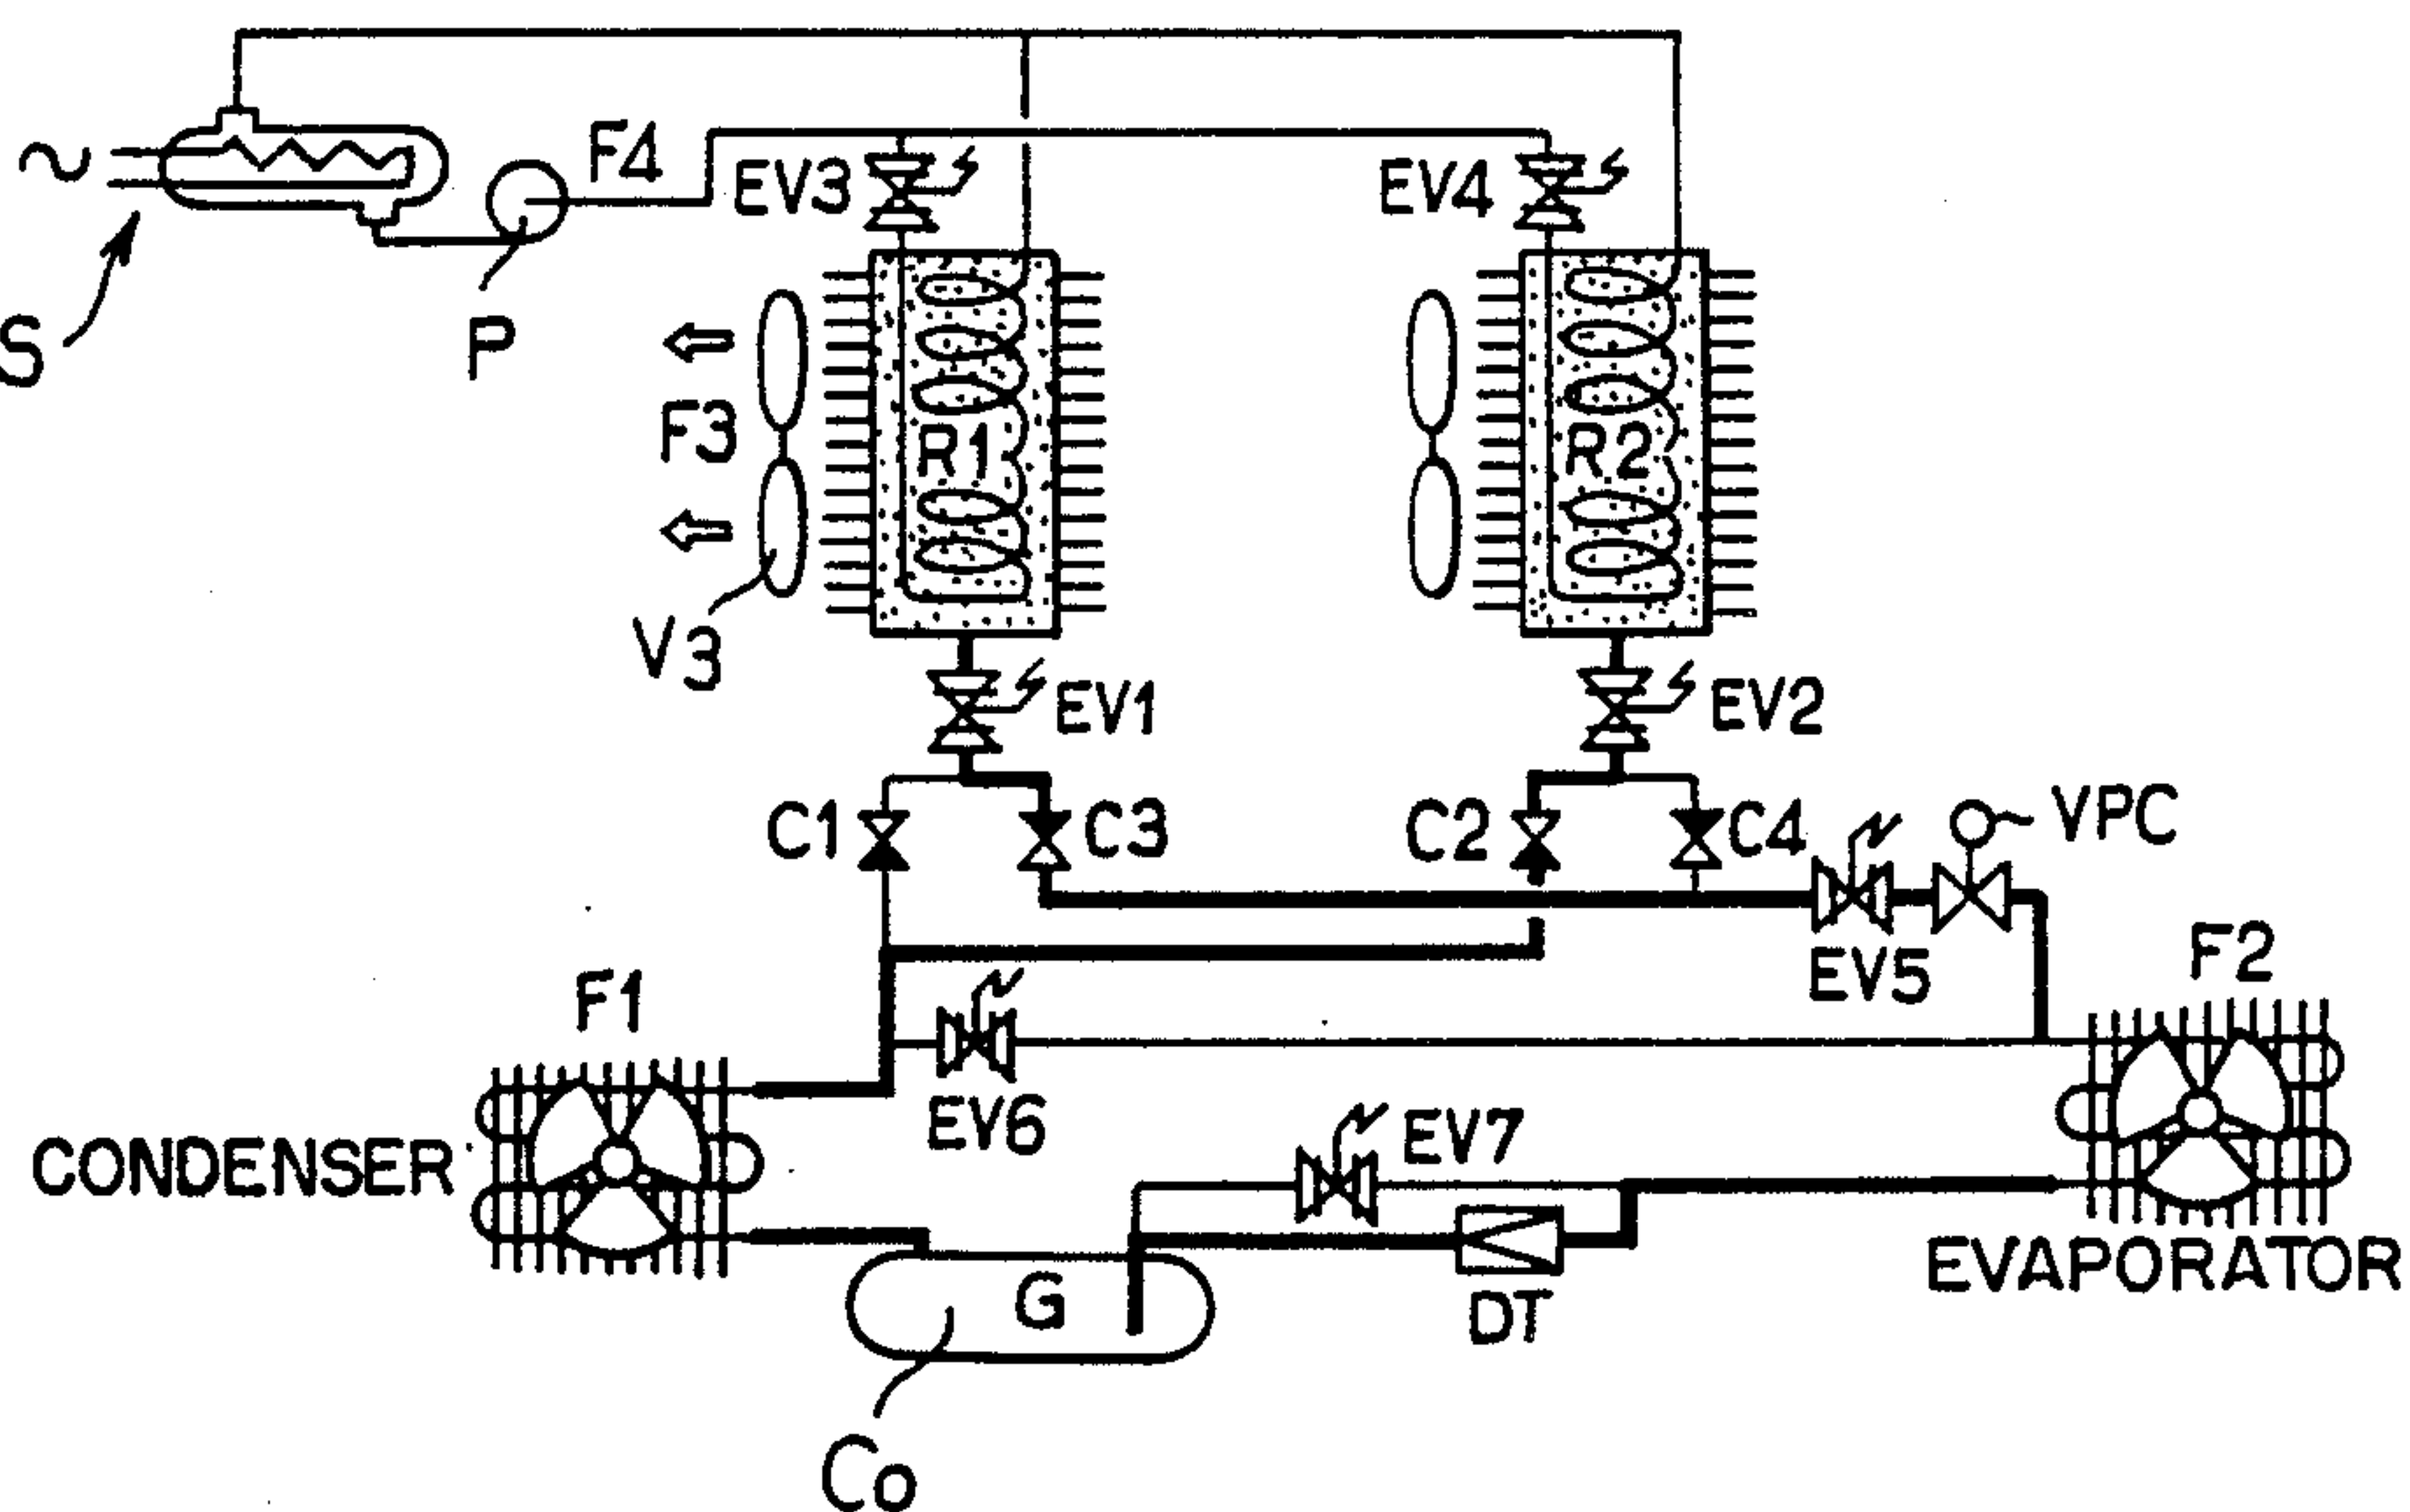 F4
EV3
EV4
S
P
F3
R1
R2
V3
EV1
EV2
C1
C3
C2
C4
VPC
EV5
F2
F1
EV6
EV7
CONDENSER
G
DT
EVAPORATOR
Co